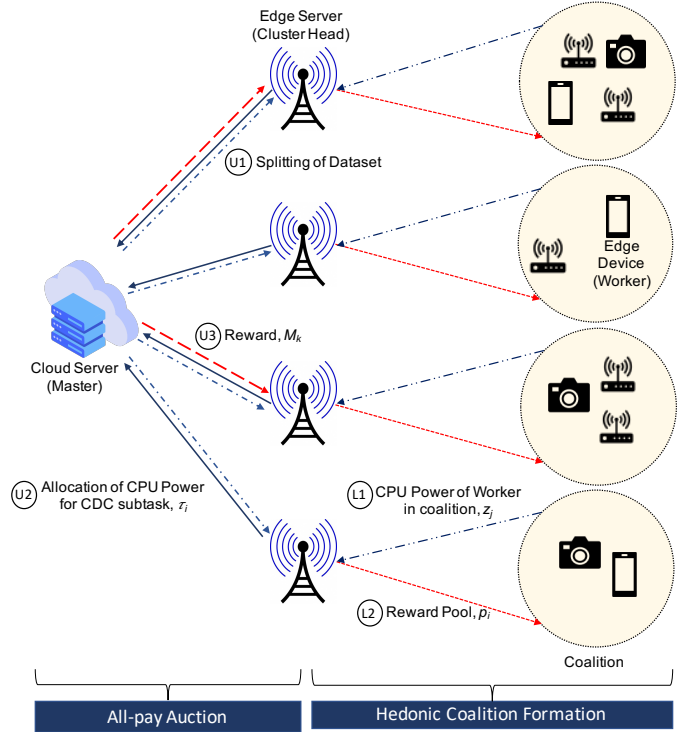 Edge Server
(Cluster Head)
U1 Splitting of Dataset
Edge
Device
(Worker)
U3 Reward, Mk
Cloud Server
(Master)
U2 Allocation of CPU Power
for CDC subtask, τi
L1 CPU Power of Worker
in coalition, zj
L2 Reward Pool, pi
Coalition
All-pay Auction
Hedonic Coalition Formation